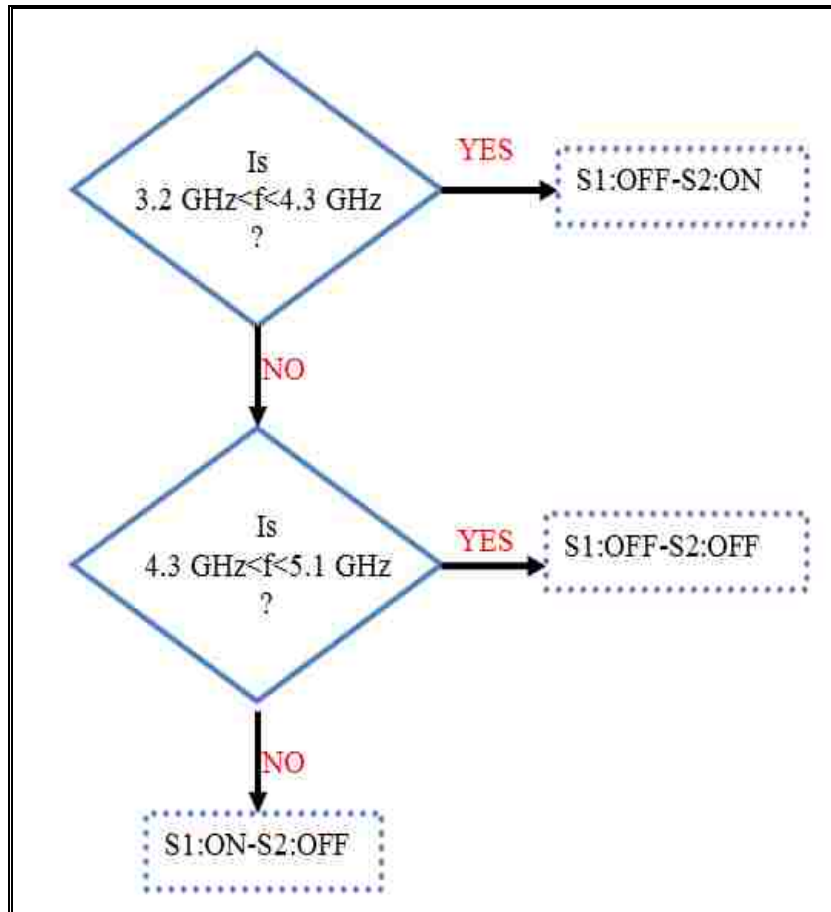 Is
3.2 GHz<f<4.3 GHz
?
YES
S1:OFF-S2:ON
NO
Is
4.3 GHz<f<5.1 GHz
?
YES
S1:OFF-S2:OFF
NO
S1:ON-S2:OFF